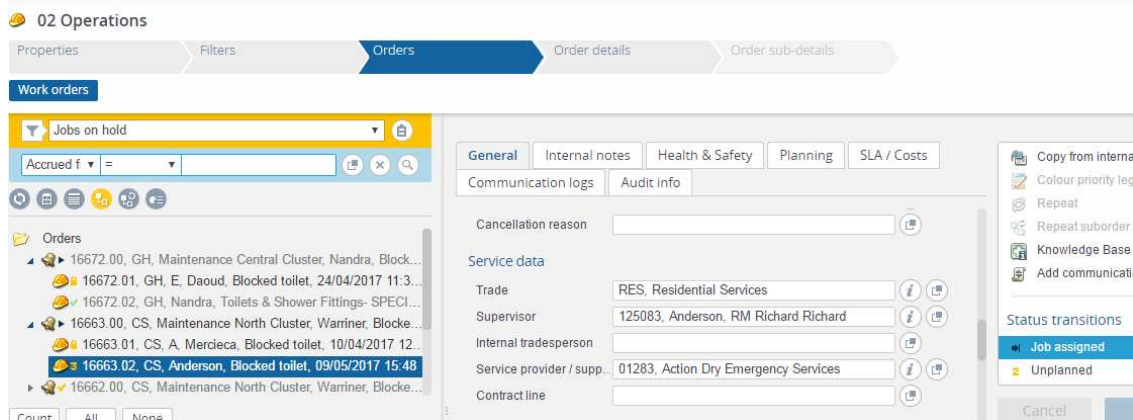 02 Operations
Properties
Filters
Orders
Order details
Order sub-details
Work orders
Jobs on hold
Accrued f
=
Orders
16672.00, GH, Maintenance Central Cluster, Nandra, Block...
16672.01, GH, E, Daoud, Blocked toilet, 24/04/2017 11:3...
16672.02, GH, Nandra, Toilets & Shower Fittings- SPECI...
16663.00, CS, Maintenance North Cluster, Warriner, Blocke...
16663.01, CS, A, Mercieca, Blocked toilet, 10/04/2017 12...
16663.02, CS, Anderson, Blocked toilet, 09/05/2017 15:48
16662.00, CS, Maintenance North Cluster, Warriner, Blocke...
Count
All
None
General
Internal notes
Health & Safety
Planning
SLA / Costs
Communication logs
Audit info
Cancellation reason
Service data
Trade
RES, Residential Services
Supervisor
125083, Anderson, RM Richard Richard
Internal tradesperson
Service provider / supp...
01283, Action Dry Emergency Services
Contract line
Copy from interna
Colour priority leg
Repeat
Repeat suborder
Knowledge Base
Add communicati
Status transitions
Job assigned
2 Unplanned
Cancel